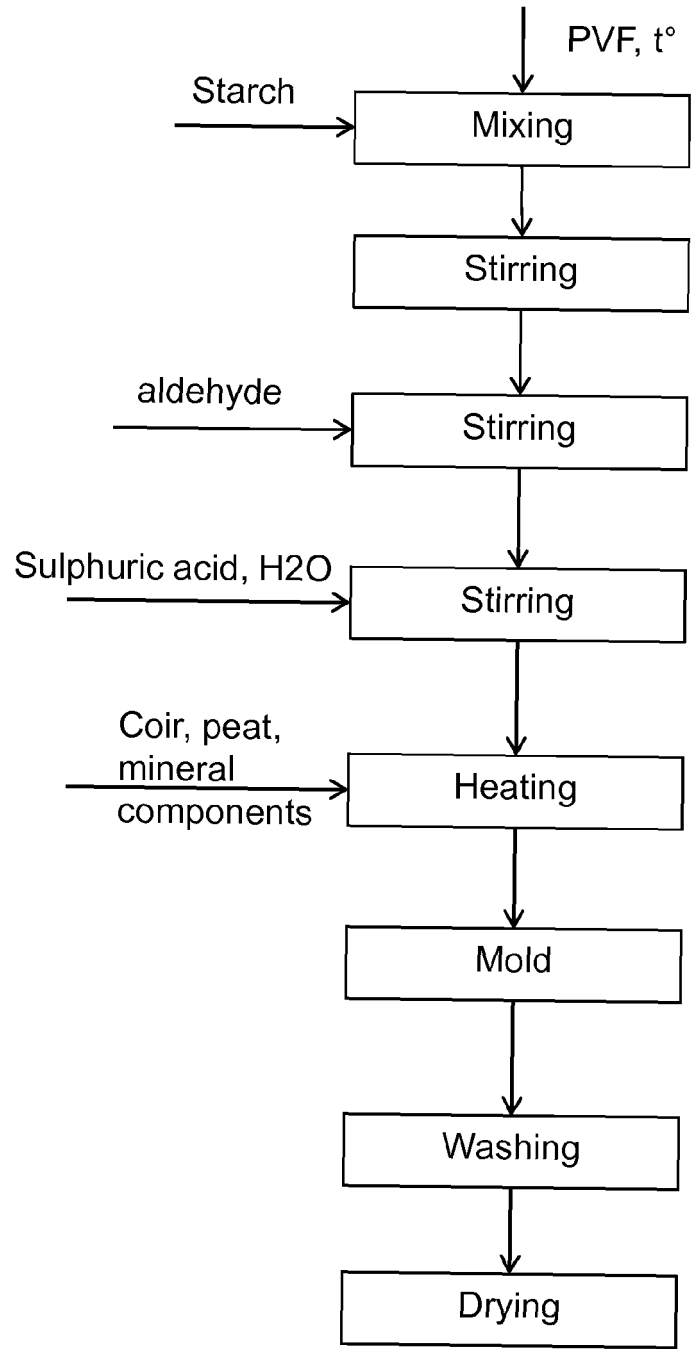 PVF, t°
Starch
Mixing
Stirring
aldehyde
Stirring
Sulphuric acid, H2O
Stirring
Coir, peat,
mineral
components
Heating
Mold
Washing
Drying